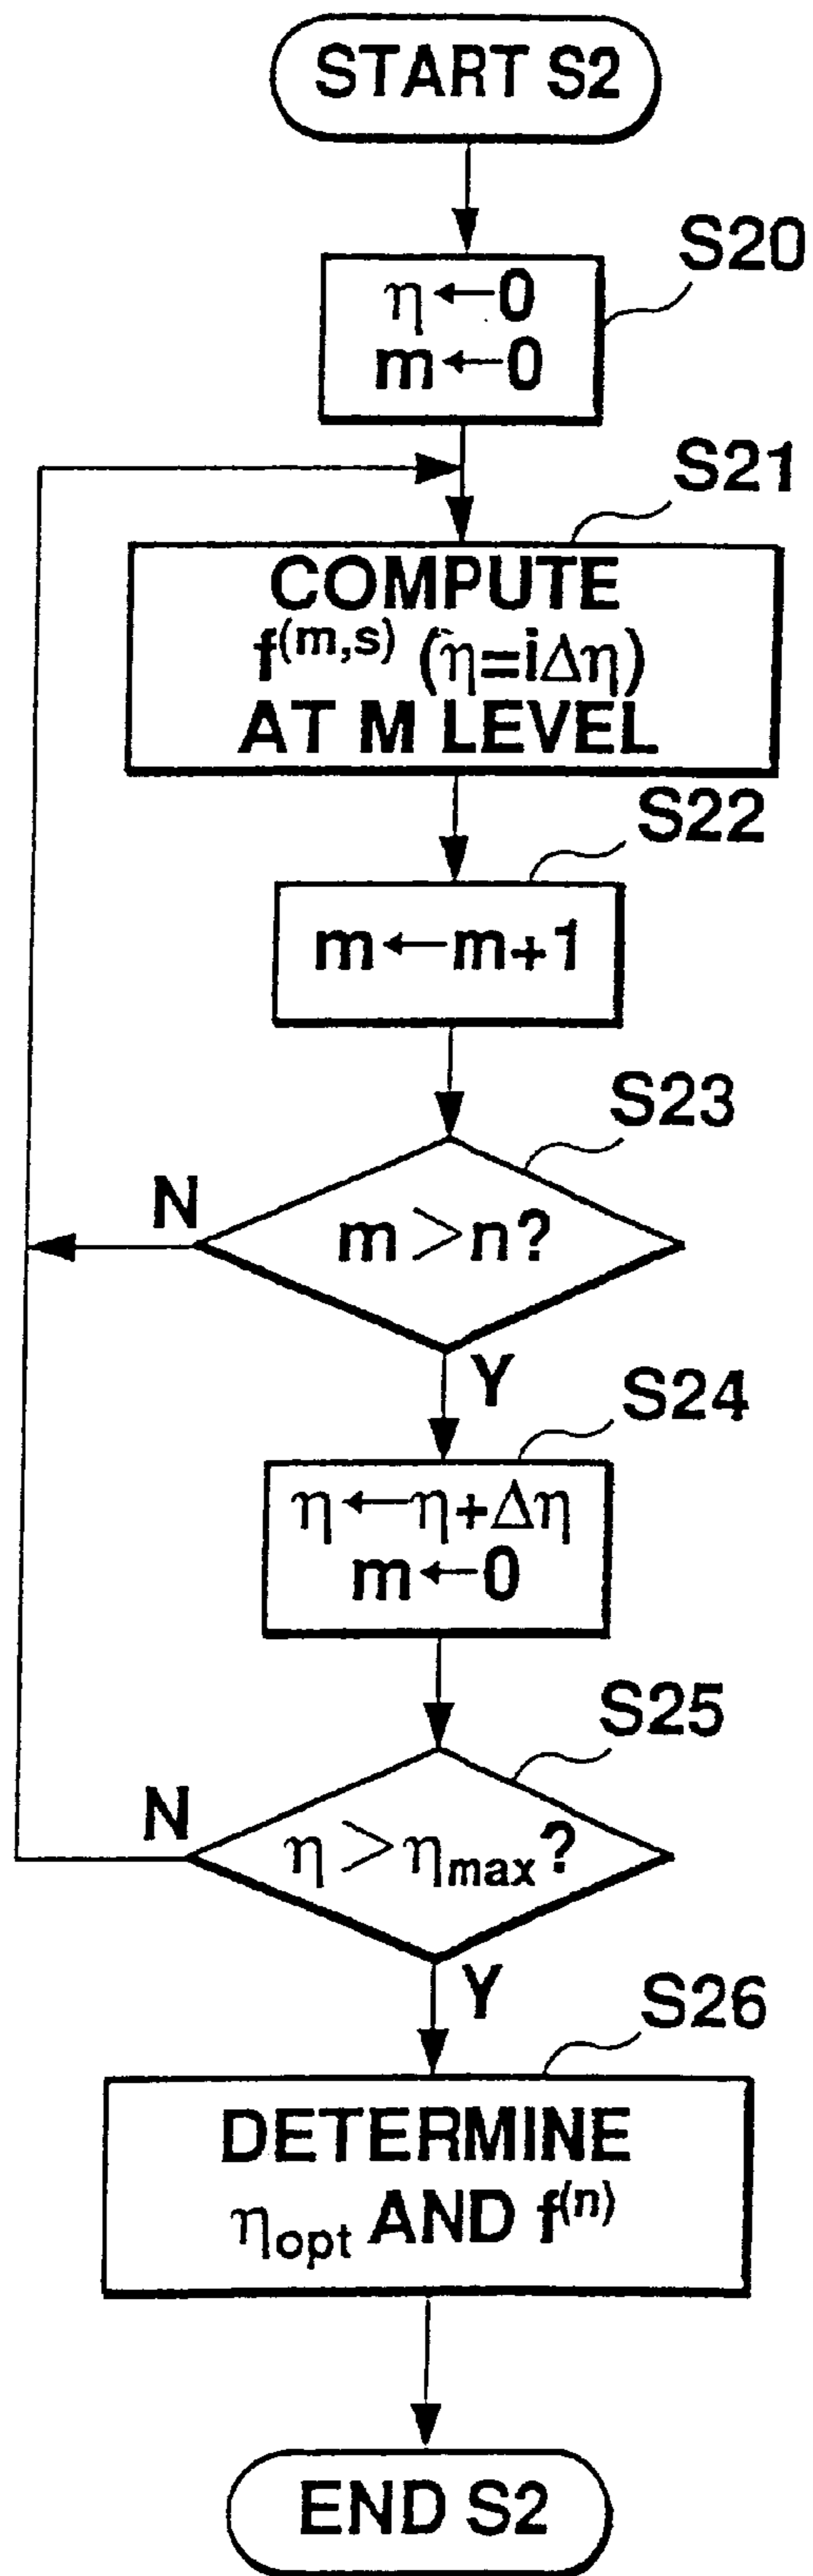 START S2
S20
η←0
m←0
S21
COMPUTE
f(m,s) (η=iΔη)
AT M LEVEL
S22
m←m+1
S23
N
m>n?
Y
S24
η←η+Δη
m←0
S25
N
η>ηmax?
Y
S26
DETERMINE
ηopt AND f(n)
END S2